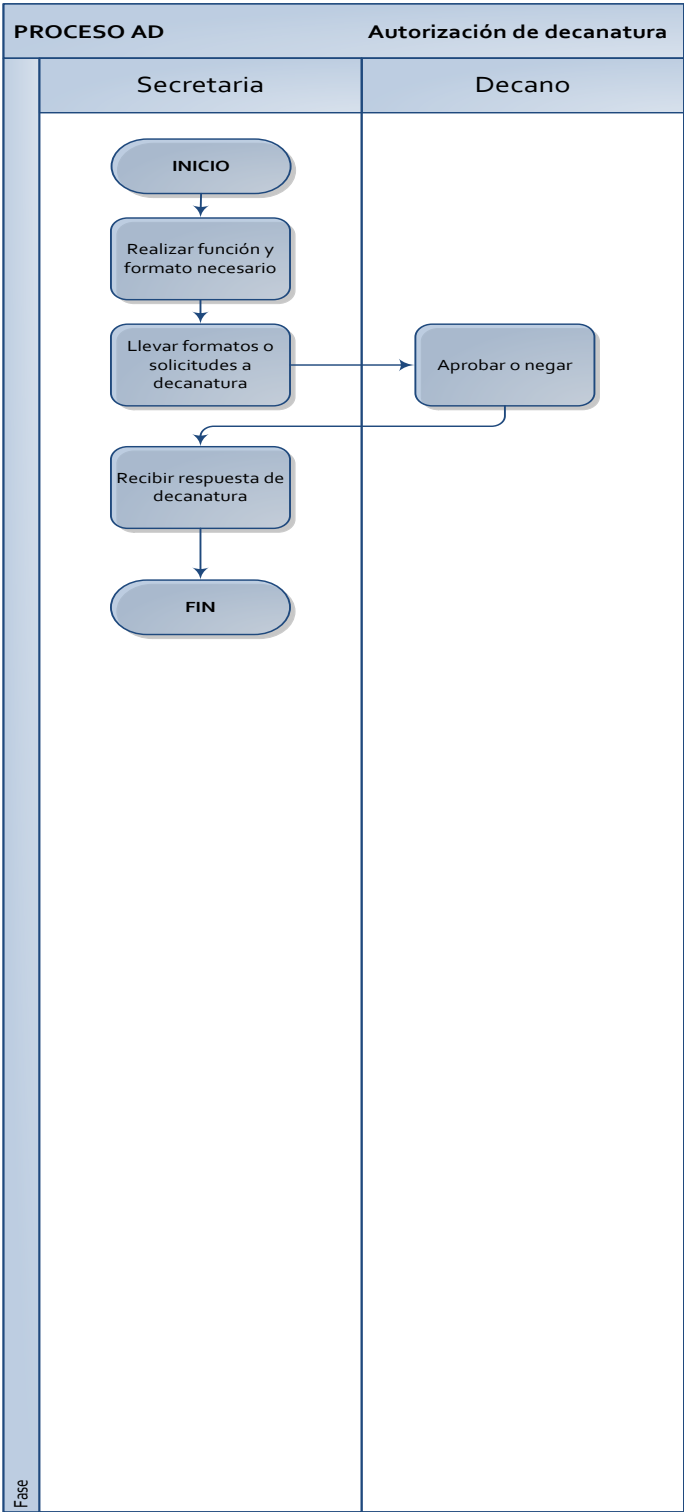 PROCESO AD Autorización de decanatura
Secretaria Decano
INICIO
Realizar función y
formato necesario
Llevar formatos o
solicitudes a
decanatura
Aprobar o negar
Recibir respuesta de
decanatura
FIN
Fase